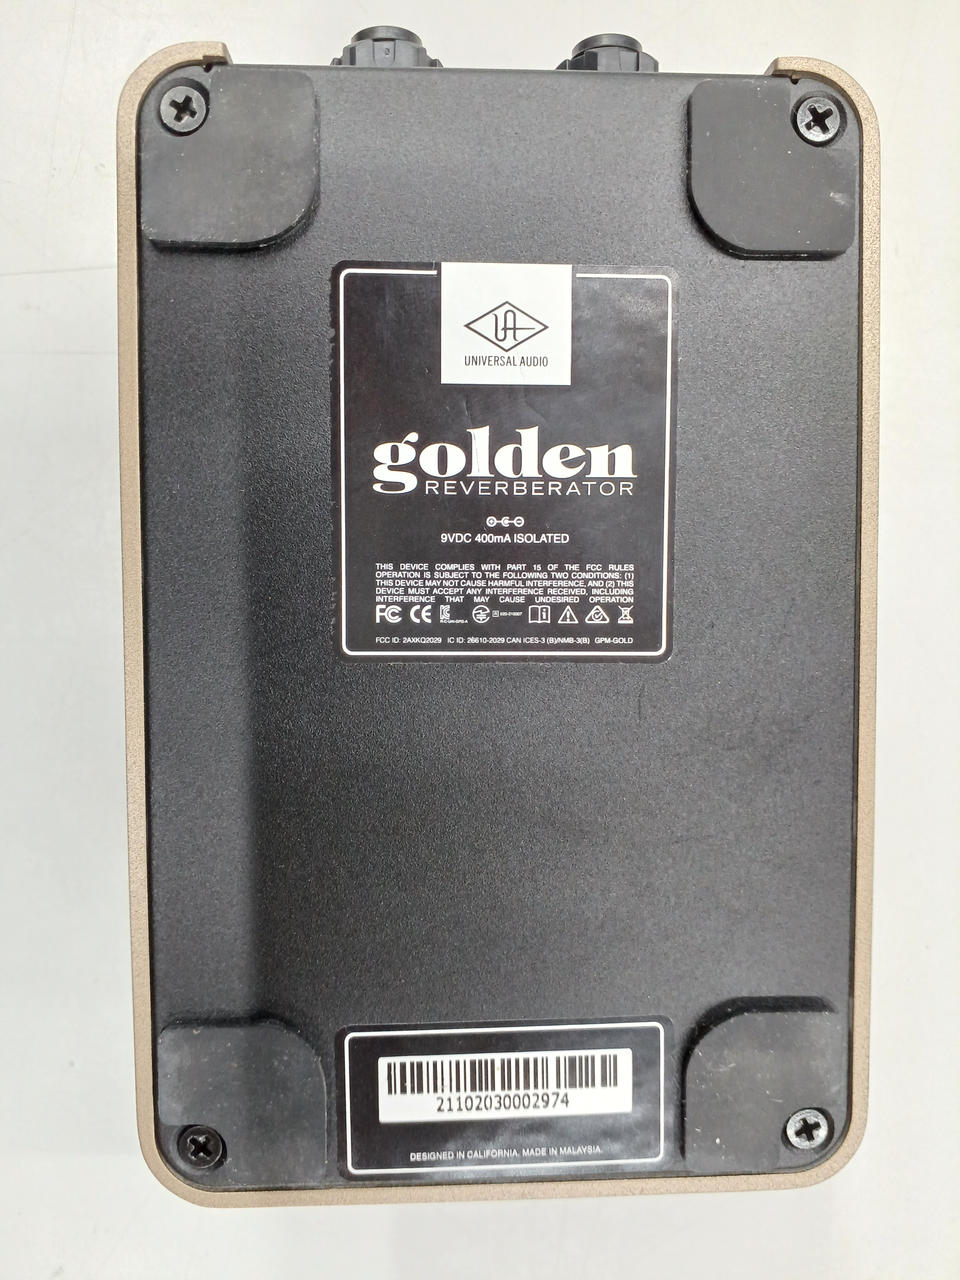 UA
UNIVERSAL AUDIO
golden
REVERBERATOR
9VDC 400mA ISOLATED
THIS DEVICE COMPLIES WITH PART 15 OF THE FCC RULES
OPERATION IS SUBJECT TO THE FOLLOWING TWO CONDITIONS: (1)
THIS DEVICE MAY NOT CAUSE HARMFUL INTERFERENCE, AND (2) THIS
DEVICE MUST ACCEPT ANY INTERFERENCE RECEIVED, INCLUDING
INTERFERENCE THAT MAY CAUSE UNDESIRED OPERATION
FC CE
FCC ID: 2AXKQ2029 IC ID: 26610-2029 CAN ICES-3 (B)/NMB-3(B) GPM-GOLD
21102030002974
DESIGNED IN CALIFORNIA. MADE IN MALAYSIA.